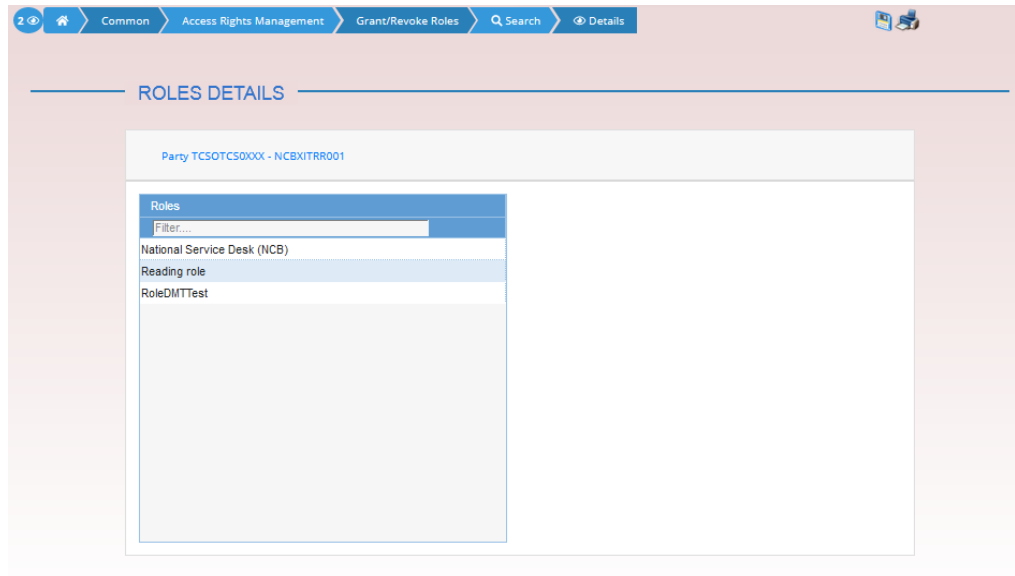 2 Common Access Rights Management Grant/Revoke Roles Search Details
ROLES DETAILS
Party TCSOTCS0XXX - NCBXITRR001
Roles
Filter....
National Service Desk (NCB)
Reading role
RoleDMTTest